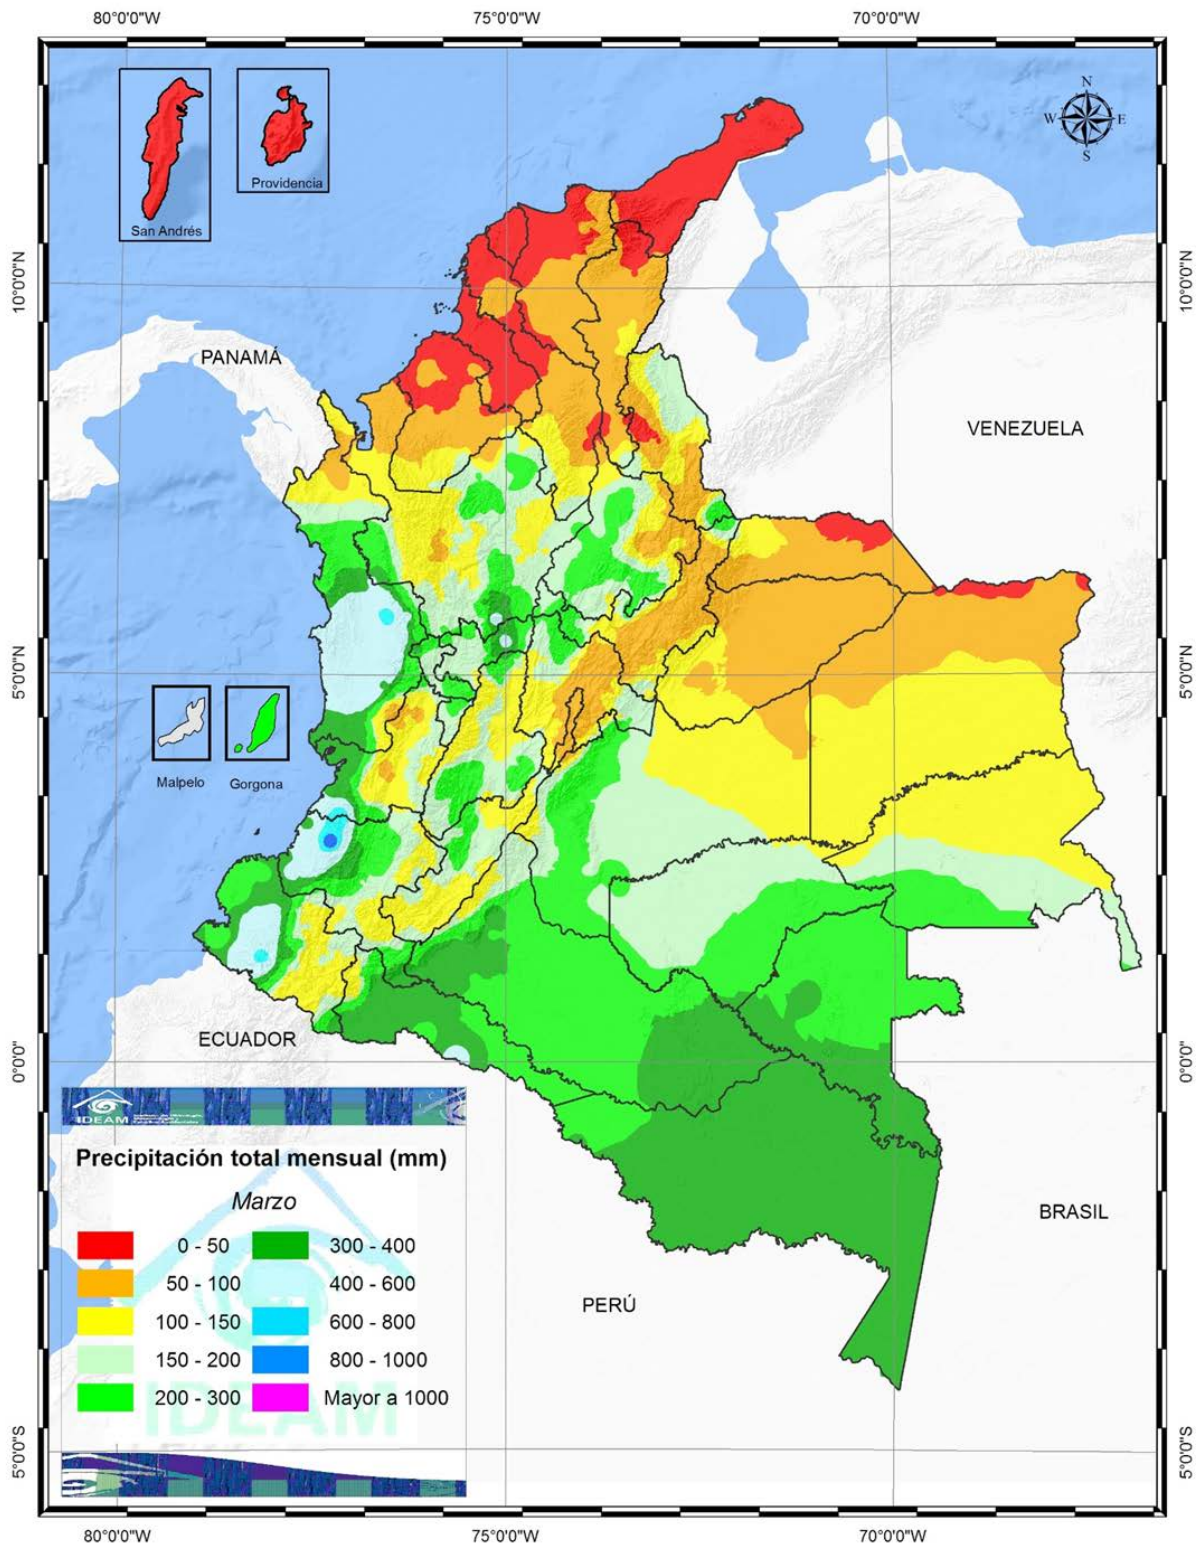 80°0'0"W 75°0'0"W 70°0'0"W
N
W E
S
San Andrés
Providencia
10°0'0"N 10°0'0"N
PANAMÁ
VENEZUELA
5°0'0"N 5°0'0"N
Malpelo
Gorgona
ECUADOR
0°0'0" 0°0'0"
IDEAM
Precipitación total mensual (mm)
Marzo
0 - 50 300 - 400
50 - 100 400 - 600
100 - 150 600 - 800
150 - 200 800 - 1000
200 - 300 Mayor a 1000
IDEAM
BRASIL
PERÚ
5°0'0"S 5°0'0"S
80°0'0"W 75°0'0"W 70°0'0"W